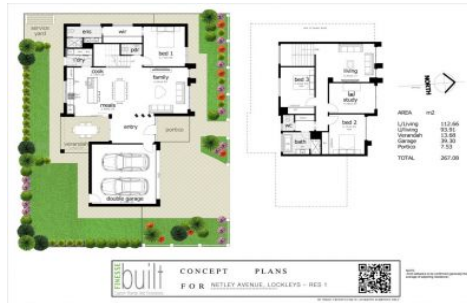 service
yard
ens
wir
bed 1
l'dry
pdr
cook
family
meals
entry
verandah
portico
double garage
bed 3
living
study
wc
bath
bed 2
NORTH
AREA m2
L/Living 112.66
U/living 93.91
Verandah 13.68
Garage 39.30
Portico 7.53
TOTAL 267.08
FINESSE built
CONCEPT PLANS
FOR NETLEY AVENUE, LOCKLEYS - RES 1